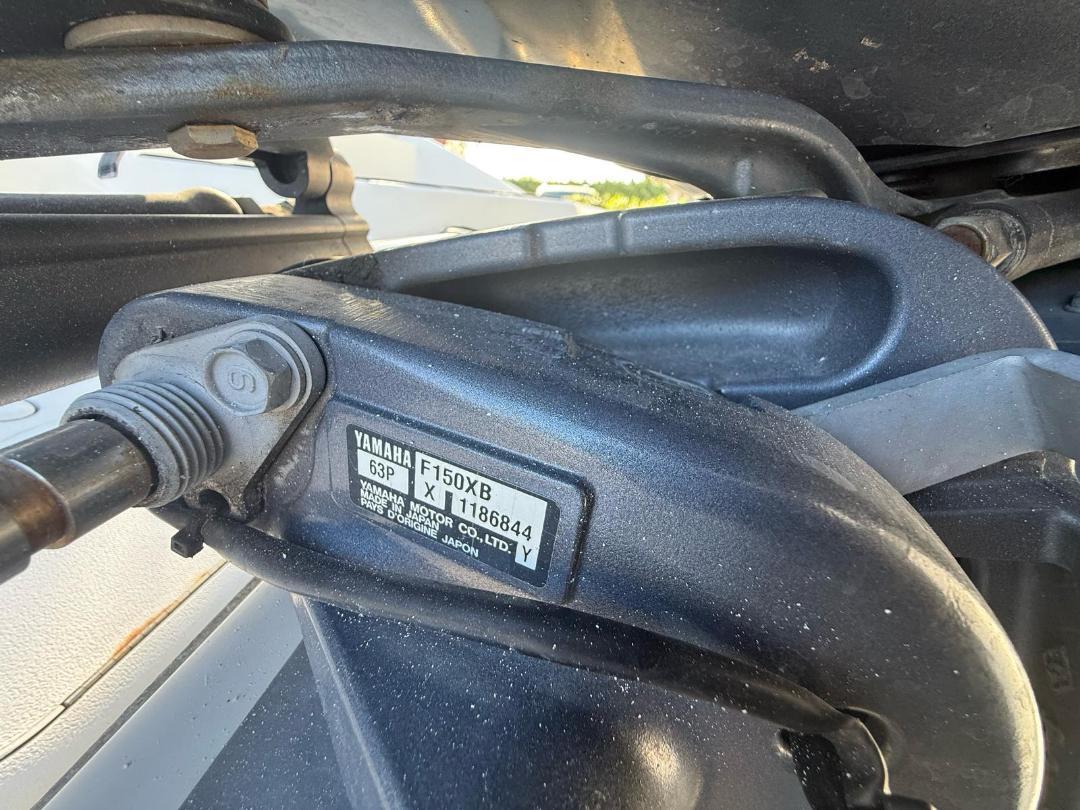 YAMAHA F150XB
63P X 1186844
YAMAHA MOTOR CO.,LTD. Y
MADE IN JAPAN
PAYS D'ORIGINE JAPON